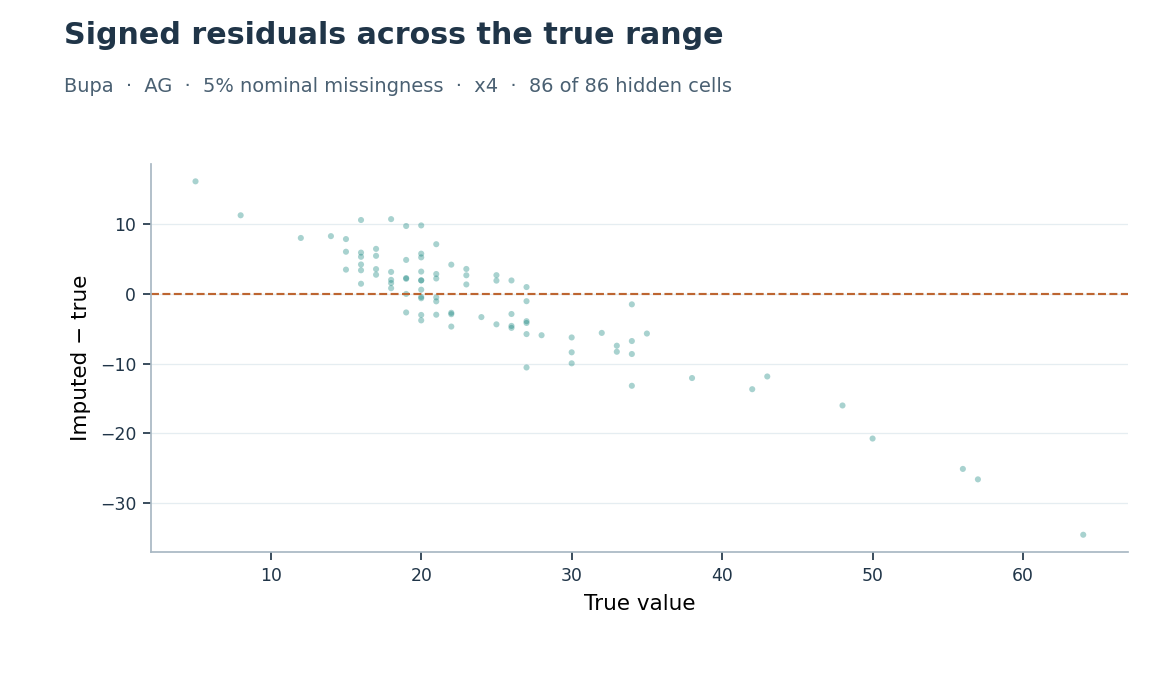 Signed residuals across the true range
Bupa · AG · 5% nominal missingness · x4 · 86 of 86 hidden cells
Imputed − true
10
0
−10
−20
−30
10 20 30 40 50 60
True value